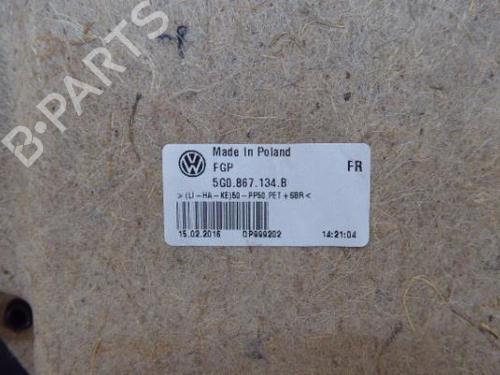 B-PARTS
Made In Poland
FGP FR
5G0.867.134.B
>(LI-HA-KE)50-PP50,PET+SBR<
15.02.2016 OP699202 14:21:04